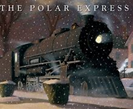 THE POLAR EXPRESS